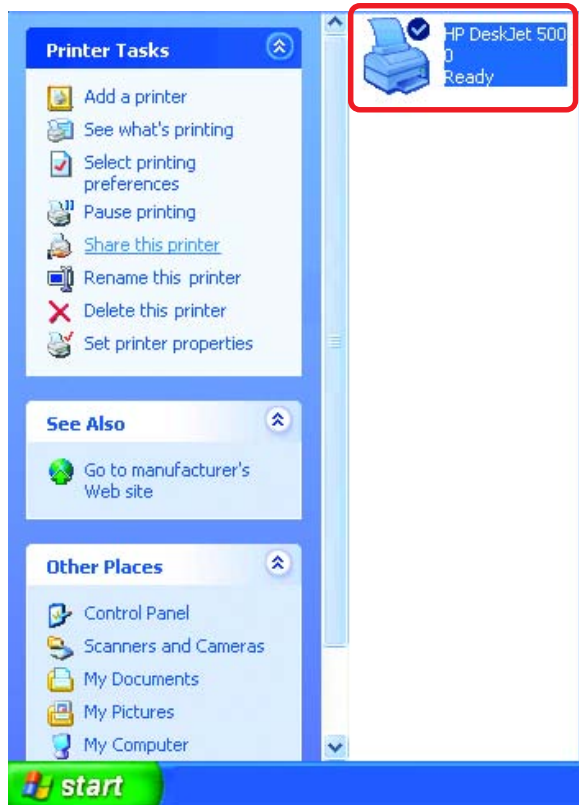 Printer Tasks
Add a printer
See what's printing
Select printing
preferences
Pause printing
Share this printer
Rename this printer
Delete this printer
Set printer properties
See Also
Go to manufacturer's
Web site
Other Places
Control Panel
Scanners and Cameras
My Documents
My Pictures
My Computer
HP DeskJet 500
0
Ready
start